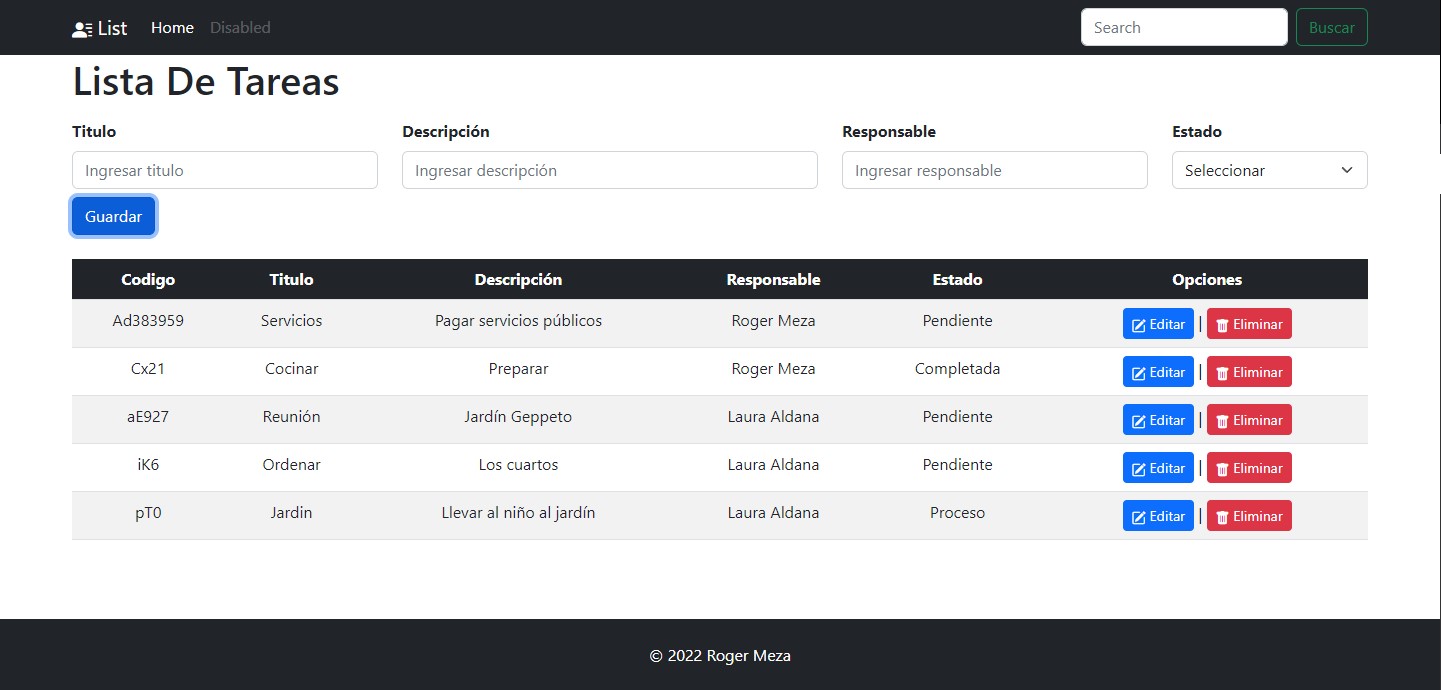 List Home Disabled Search Buscar
Lista De Tareas
Titulo Descripción Responsable Estado
Ingresar titulo Ingresar descripción Ingresar responsable Seleccionar
Guardar
Codigo Titulo Descripción Responsable Estado Opciones
Ad383959 Servicios Pagar servicios públicos Roger Meza Pendiente Editar | Eliminar
Cx21 Cocinar Preparar Roger Meza Completada Editar | Eliminar
aE927 Reunión Jardín Geppeto Laura Aldana Pendiente Editar | Eliminar
iK6 Ordenar Los cuartos Laura Aldana Pendiente Editar | Eliminar
pT0 Jardin Llevar al niño al jardín Laura Aldana Proceso Editar | Eliminar
© 2022 Roger Meza